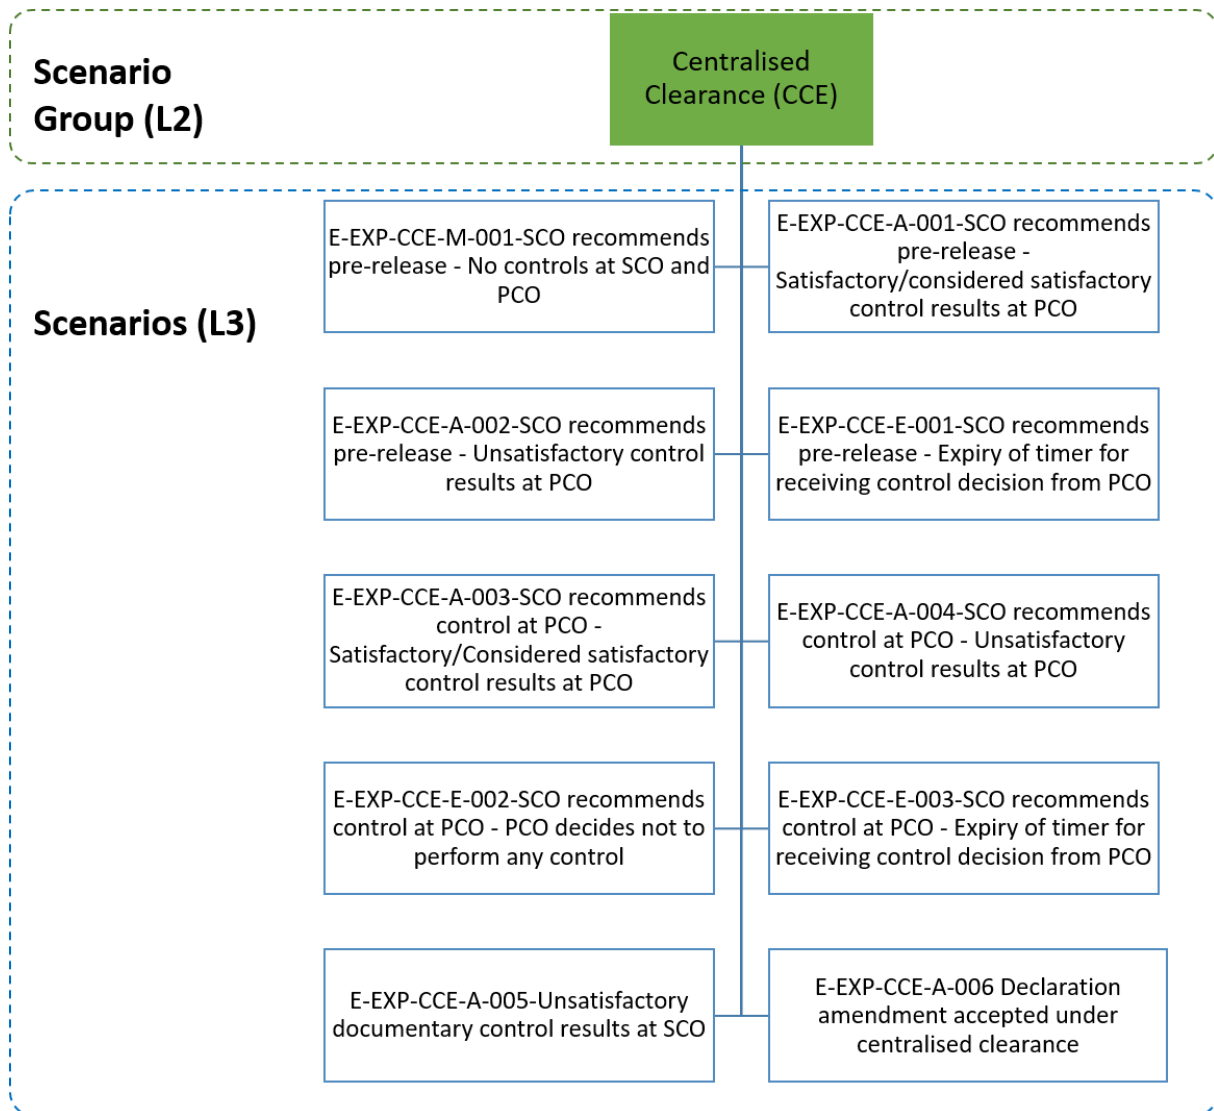 Scenario
Group (L2)
Centralised
Clearance (CCE)
Scenarios (L3)
E-EXP-CCE-M-001-SCO recommends
pre-release - No controls at SCO and
PCO
E-EXP-CCE-A-001-SCO recommends
pre-release -
Satisfactory/considered satisfactory
control results at PCO
E-EXP-CCE-A-002-SCO recommends
pre-release - Unsatisfactory control
results at PCO
E-EXP-CCE-E-001-SCO recommends
pre-release - Expiry of timer for
receiving control decision from PCO
E-EXP-CCE-A-003-SCO recommends
control at PCO -
Satisfactory/Considered satisfactory
control results at PCO
E-EXP-CCE-A-004-SCO recommends
control at PCO - Unsatisfactory
control results at PCO
E-EXP-CCE-E-002-SCO recommends
control at PCO - PCO decides not to
perform any control
E-EXP-CCE-E-003-SCO recommends
control at PCO - Expiry of timer for
receiving control decision from PCO
E-EXP-CCE-A-005-Unsatisfactory
documentary control results at SCO
E-EXP-CCE-A-006 Declaration
amendment accepted under
centralised clearance